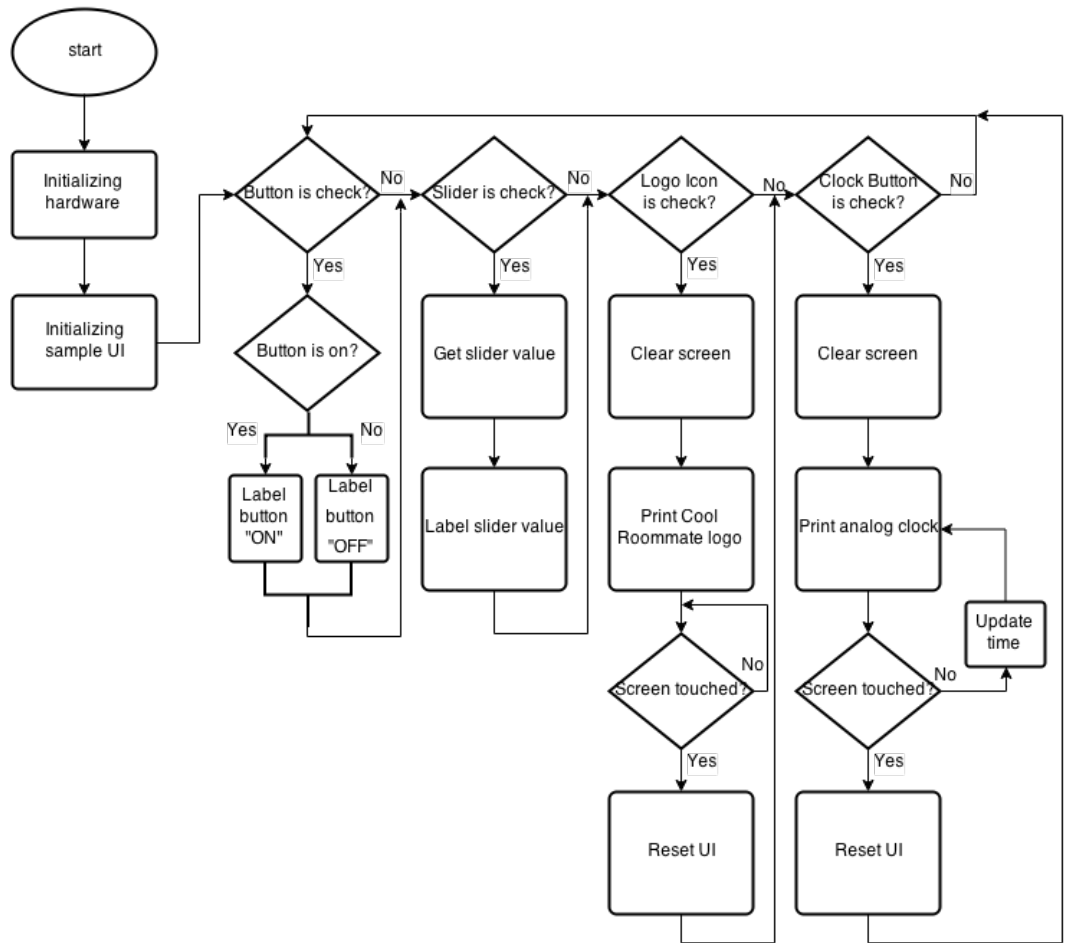 start
Initializing
hardware
Initializing
sample UI
Button is check?
No
Yes
Button is on?
Yes
No
Label
button
"ON"
Label
button
"OFF"
Slider is check?
No
Yes
Get slider value
Label slider value
Logo Icon
is check?
No
Yes
Clear screen
Print Cool
Roommate logo
Screen touched?
No
Yes
Reset UI
Clock Button
is check?
No
Yes
Clear screen
Print analog clock
Update
time
Screen touched?
No
Yes
Reset UI